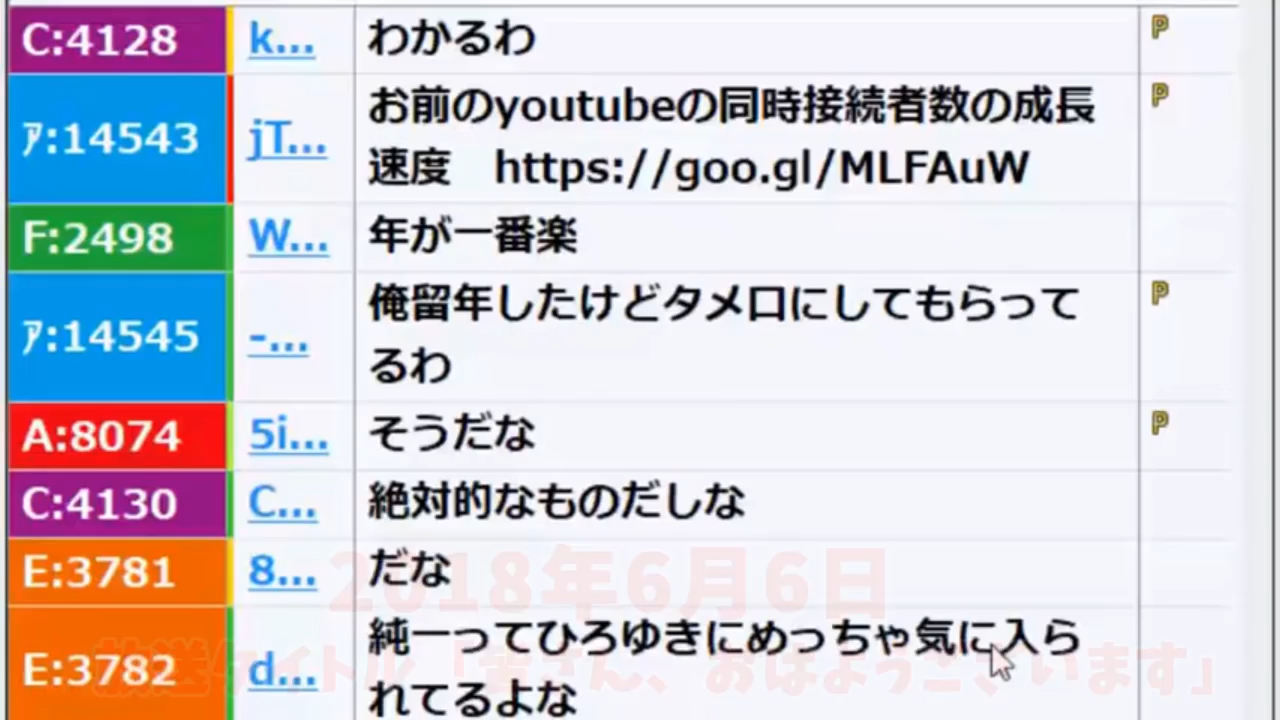 C:4128 k... わかるわ P
ｱ:14543 jT... お前のyoutubeの同時接続者数の成長 P
速度　https://goo.gl/MLFAuW
F:2498 W... 年が一番楽
ｱ:14545 -... 俺留年したけどタメ口にしてもらって P
るわ
A:8074 5i... そうだな P
C:4130 C... 絶対的なものだしな
E:3781 8... だな
2018年6月6日
E:3782 d... 純一ってひろゆきにめっちゃ気に入ら
れてるよな
放送タイトル「皆さん、おはようございます」